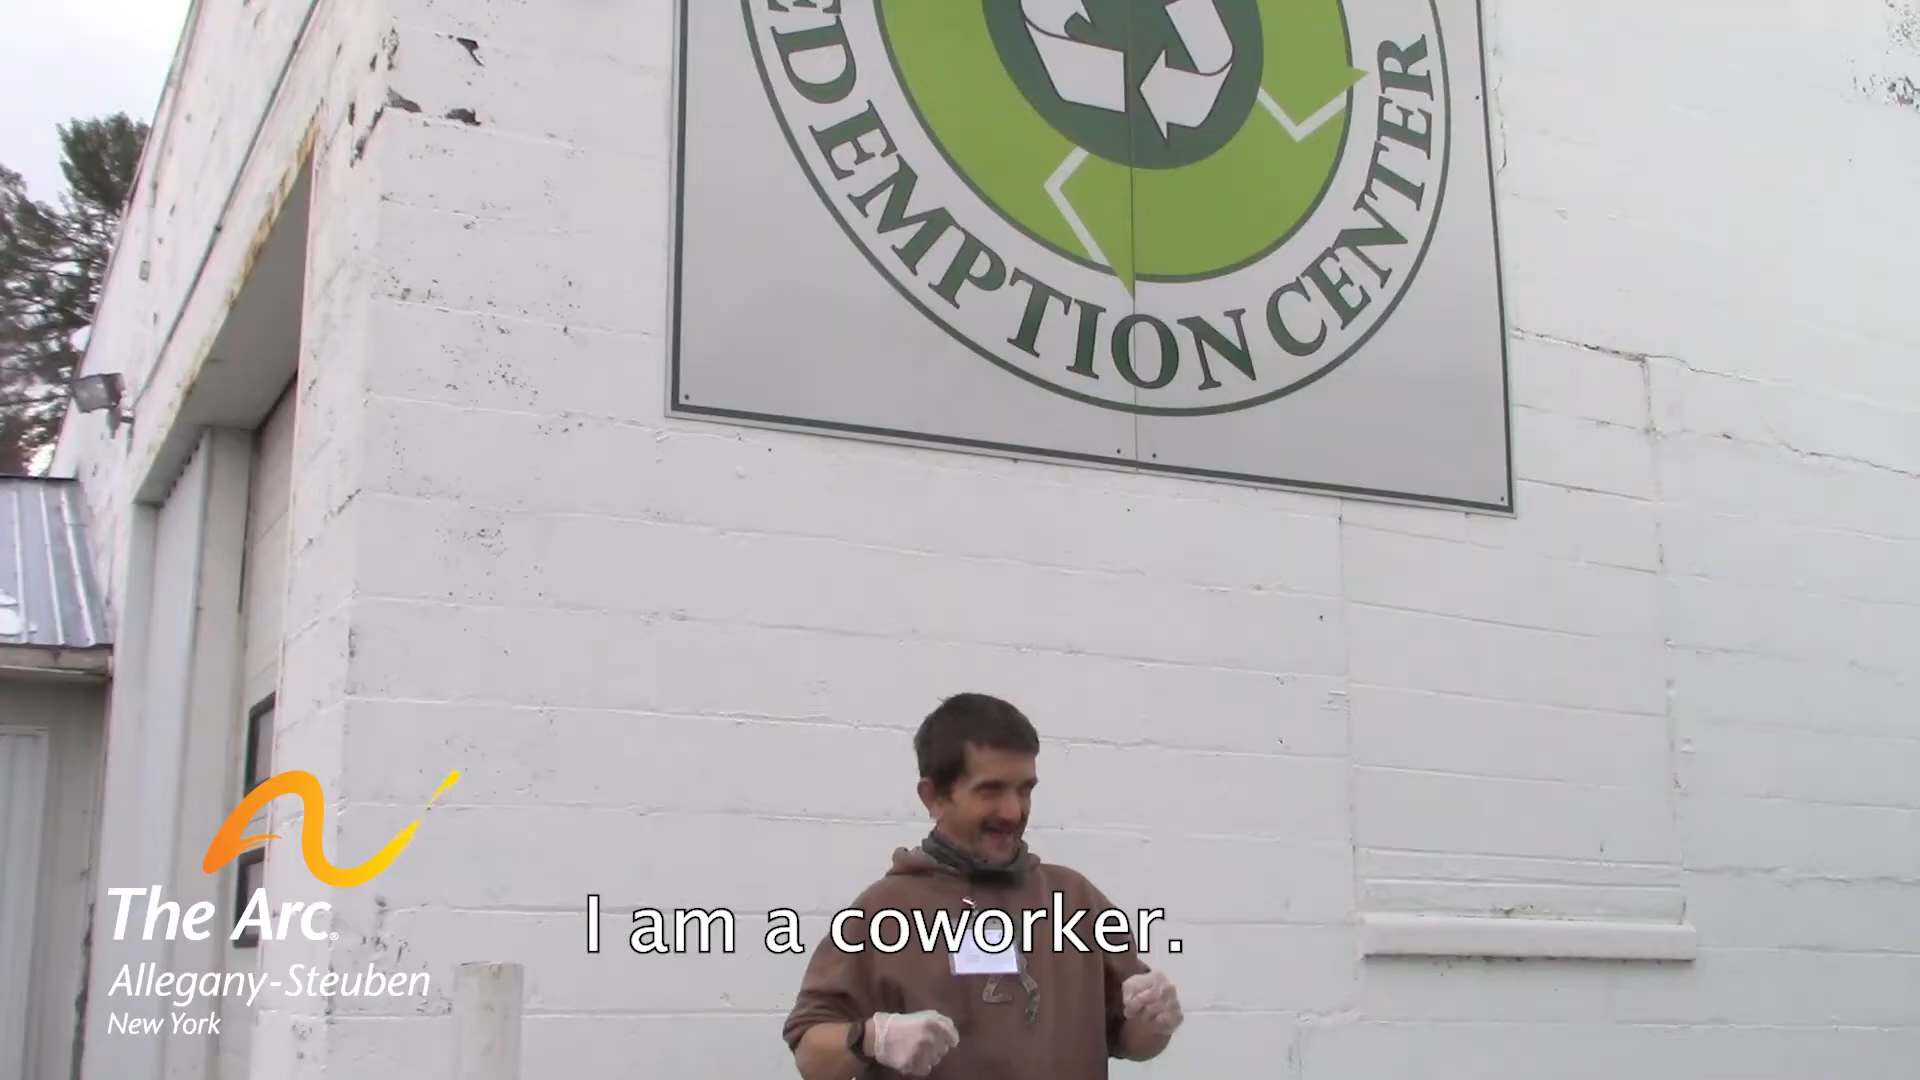 EDEMPTION CENTER
I am a coworker.
The Arc®
Allegany-Steuben
New York